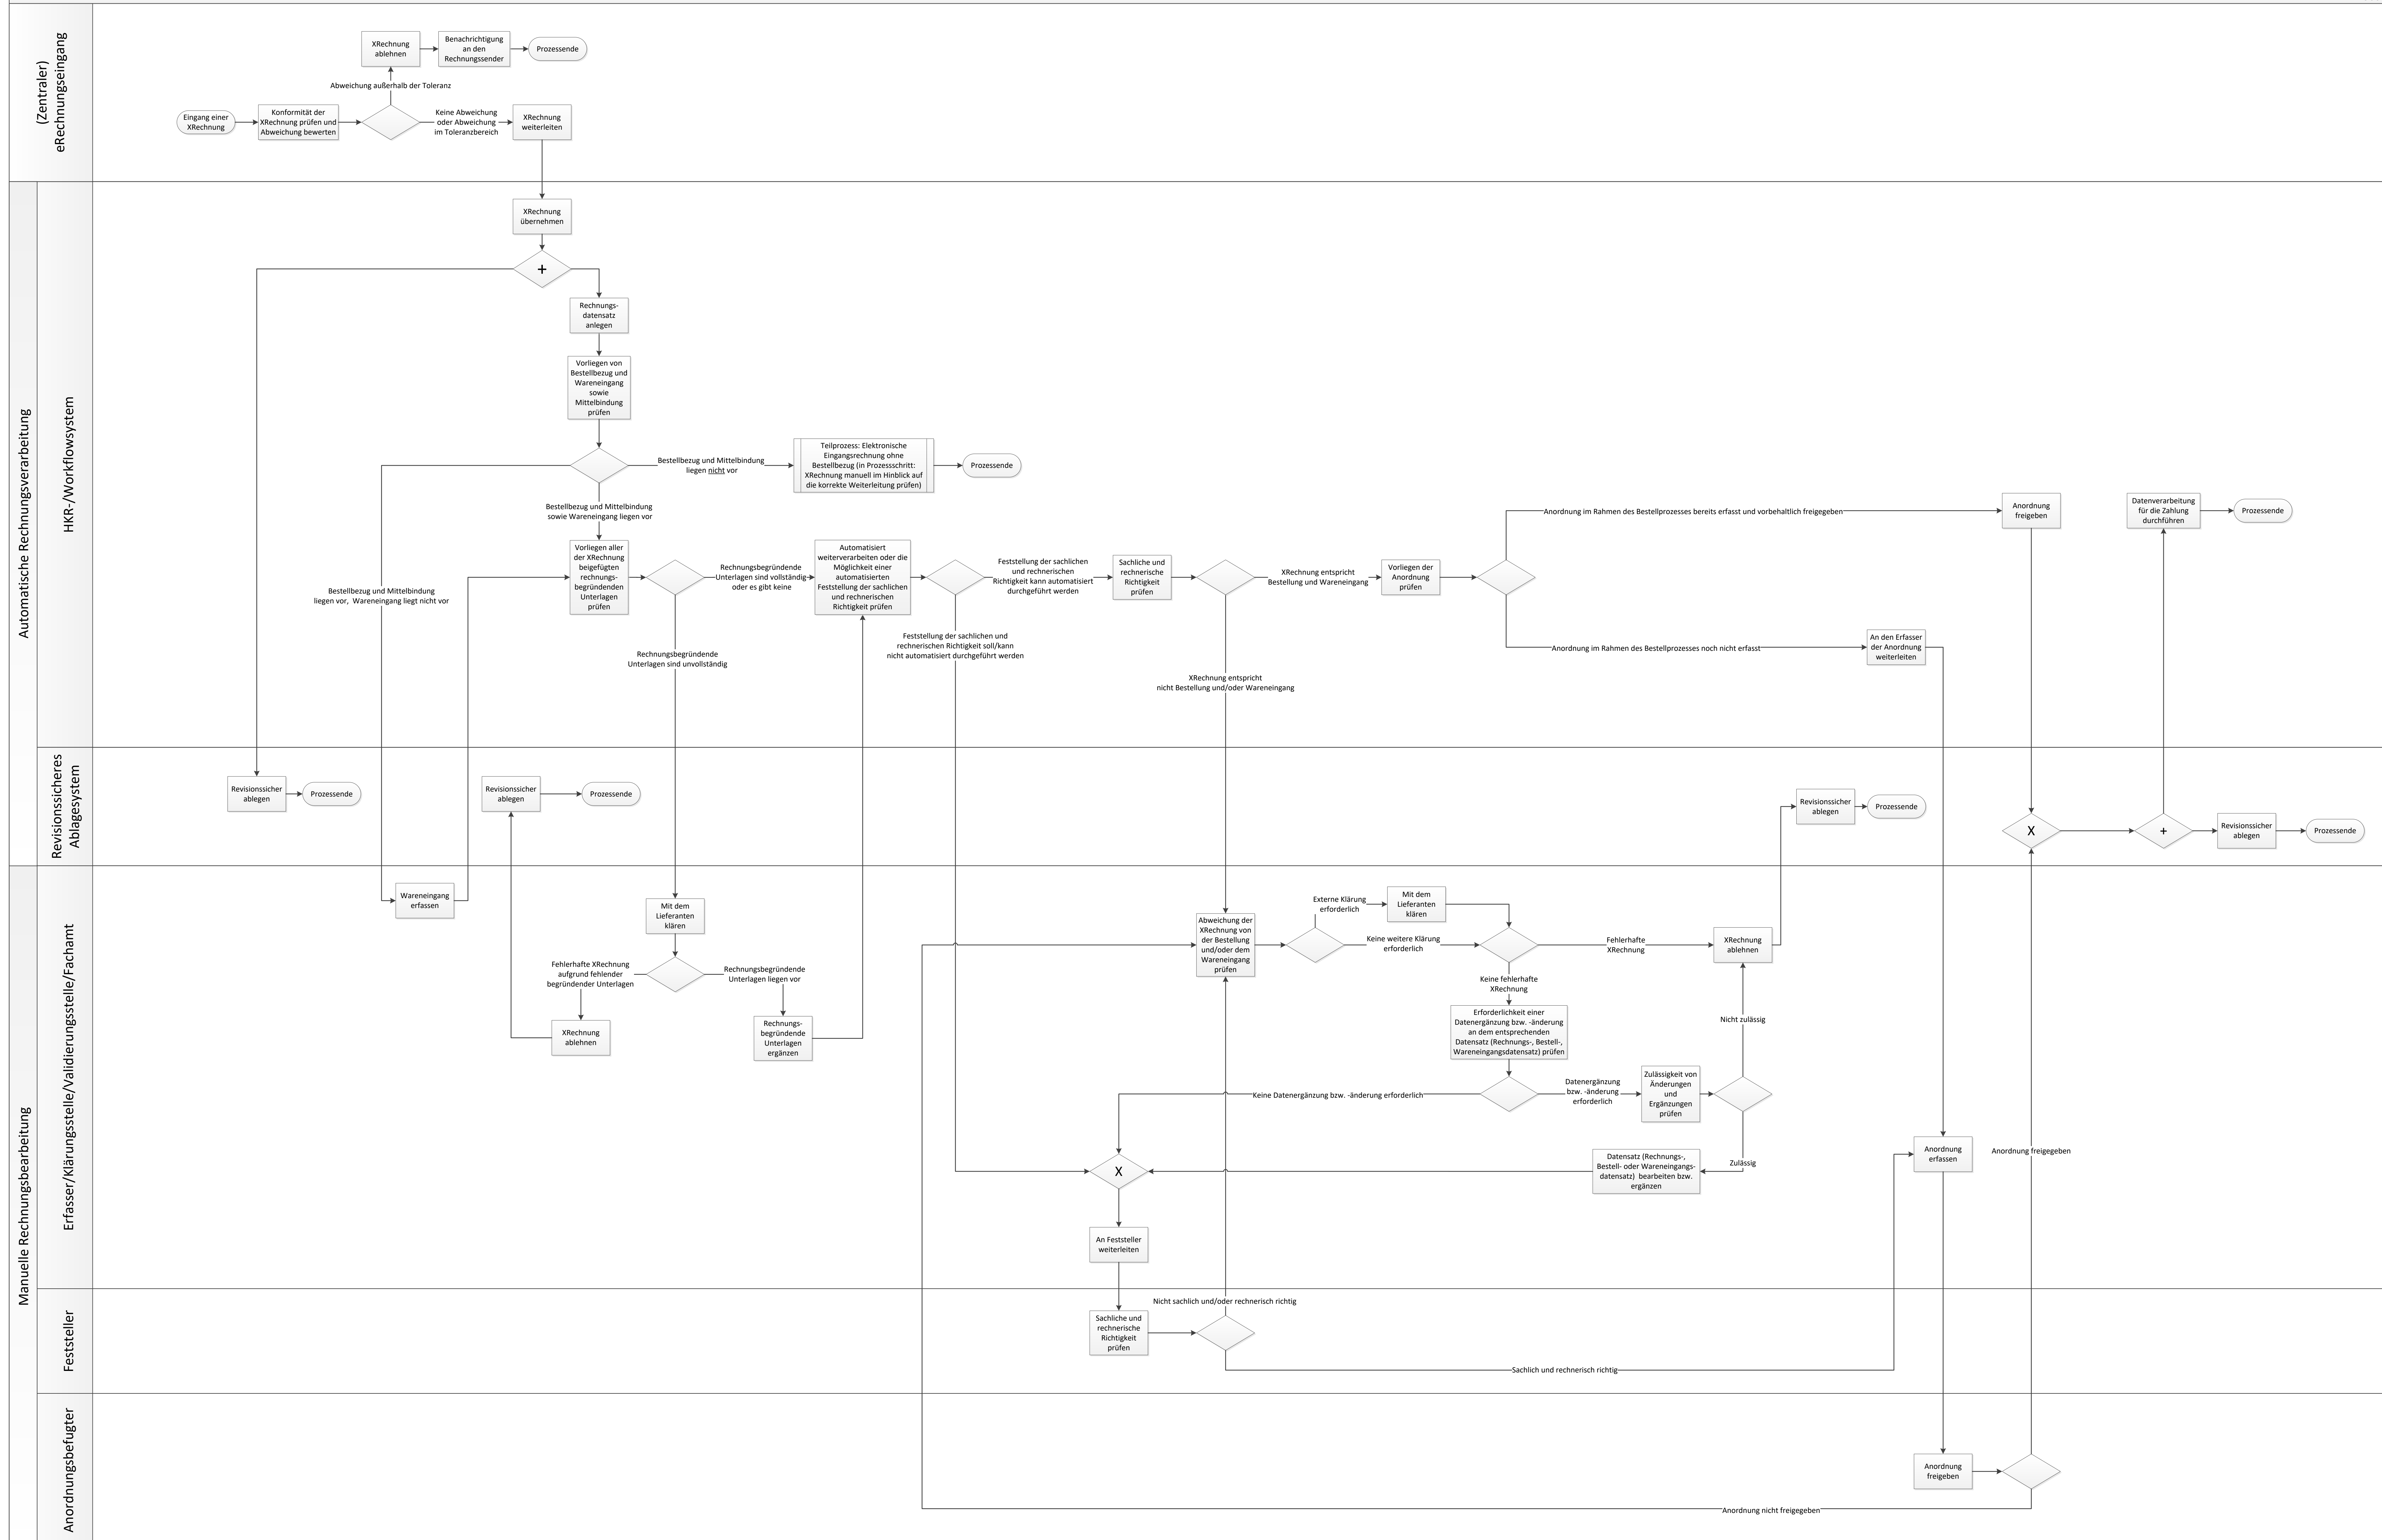 (Zentraler)
eRechnungseingang
XRechnung
ablehnen
Benachrichtigung
an den
Rechnungssender
Prozessende
Abweichung außerhalb der Toleranz
Eingang einer
XRechnung
Konformität der
XRechnung prüfen und
Abweichung bewerten
Keine Abweichung
oder Abweichung
im Toleranzbereich
XRechnung
weiterleiten
Automatische Rechnungsverarbeitung
HKR-/Workflowsystem
XRechnung
übernehmen
+
Rechnungs-
datensatz
anlegen
Vorliegen von
Bestellbezug und
Wareneingang
sowie
Mittelbindung
prüfen
Bestellbezug und Mittelbindung
liegen nicht vor
Teilprozess: Elektronische
Eingangsrechnung ohne
Bestellbezug (in Prozessschritt:
XRechnung manuell im Hinblick auf
die korrekte Weiterleitung prüfen)
Prozessende
Bestellbezug und Mittelbindung
sowie Wareneingang liegen vor
Bestellbezug und Mittelbindung
liegen vor, Wareneingang liegt nicht vor
Vorliegen aller
der XRechnung
beigefügten
rechnungs-
begründenden
Unterlagen
prüfen
Rechnungsbegründende
Unterlagen sind vollständig
oder es gibt keine
Rechnungsbegründende
Unterlagen sind unvollständig
Automatisiert
weiterverarbeiten oder die
Möglichkeit einer
automatisierten
Feststellung der sachlichen
und rechnerischen
Richtigkeit prüfen
Feststellung der sachlichen
und rechnerischen
Richtigkeit kann automatisiert
durchgeführt werden
Feststellung der sachlichen und
rechnerischen Richtigkeit soll/kann
nicht automatisiert durchgeführt werden
Sachliche und
rechnerische
Richtigkeit
prüfen
XRechnung entspricht
Bestellung und Wareneingang
XRechnung entspricht
nicht Bestellung und/oder Wareneingang
Vorliegen der
Anordnung
prüfen
Anordnung im Rahmen des Bestellprozesses bereits erfasst und vorbehaltlich freigegeben
Anordnung im Rahmen des Bestellprozesses noch nicht erfasst
An den Erfasser
der Anordnung
weiterleiten
Anordnung
freigeben
Datenverarbeitung
für die Zahlung
durchführen
Prozessende
Revisionssicheres
Ablagesystem
Revisionssicher
ablegen
Prozessende
Revisionssicher
ablegen
Prozessende
Revisionssicher
ablegen
Prozessende
X
+
Revisionssicher
ablegen
Prozessende
Manuelle Rechnungsbearbeitung
Erfasser/Klärungsstelle/Validierungsstelle/Fachamt
Wareneingang
erfassen
Mit dem
Lieferanten
klären
Fehlerhafte XRechnung
aufgrund fehlender
begründender Unterlagen
Rechnungsbegründende
Unterlagen liegen vor
XRechnung
ablehnen
Rechnungs-
begründende
Unterlagen
ergänzen
Abweichung der
XRechnung von
der Bestellung
und/oder dem
Wareneingang
prüfen
Externe Klärung
erforderlich
Mit dem
Lieferanten
klären
Keine weitere Klärung
erforderlich
Fehlerhafte
XRechnung
XRechnung
ablehnen
Keine fehlerhafte
XRechnung
Erforderlichkeit einer
Datenergänzung bzw. -änderung
an dem entsprechenden
Datensatz (Rechnungs-, Bestell-,
Wareneingangsdatensatz) prüfen
Nicht zulässig
Keine Datenergänzung bzw. -änderung erforderlich
Datenergänzung
bzw. -änderung
erforderlich
Zulässigkeit von
Änderungen
und
Ergänzungen
prüfen
Zulässig
Datensatz (Rechnungs-,
Bestell- oder Wareneingangs-
datensatz) bearbeiten bzw.
ergänzen
X
An Feststeller
weiterleiten
Anordnung
erfassen
Anordnung freigegeben
Feststeller
Nicht sachlich und/oder rechnerisch richtig
Sachliche und
rechnerische
Richtigkeit
prüfen
Sachlich und rechnerisch richtig
Anordnungsbefugter
Anordnung
freigeben
Anordnung nicht freigegeben